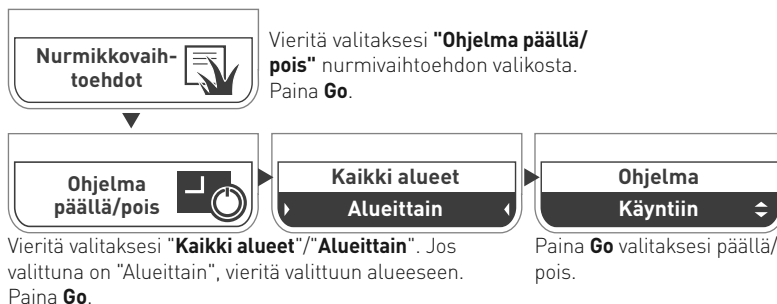 Nurmikkovaih-
toehdot
Vieritä valitaksesi "Ohjelma päällä/
pois" nurmivaihtoehdon valikosta.
Paina Go.
Ohjelma
päällä/pois
Kaikki alueet
Alueittain
Ohjelma
Käyntiin
Vieritä valitaksesi "Kaikki alueet"/"Alueittain". Jos
valittuna on "Alueittain", vieritä valittuun alueeseen.
Paina Go.
Paina Go valitaksesi päällä/
pois.